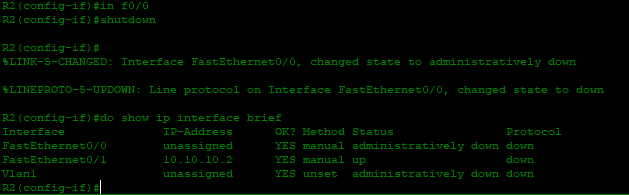 R2(config-if)#in f0/0
R2(config-if)#shutdown
R2(config-if)#
%LINK-5-CHANGED: Interface FastEthernet0/0, changed state to administratively down
%LINEPROTO-5-UPDOWN: Line protocol on Interface FastEthernet0/0, changed state to down
R2(config-if)#do show ip interface brief
Interface IP-Address OK? Method Status Protocol
FastEthernet0/0 unassigned YES manual administratively down down
FastEthernet0/1 10.10.10.2 YES manual up down
Vlan1 unassigned YES unset administratively down down
R2(config-if)#